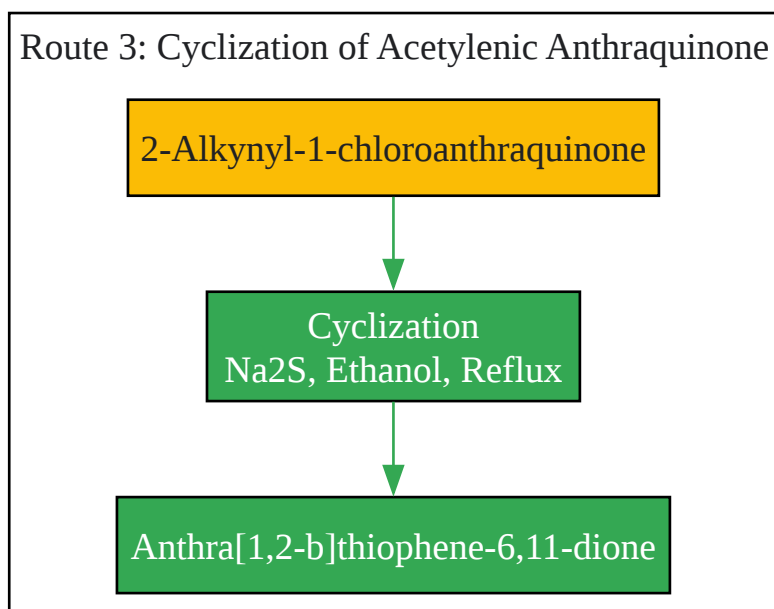 Route 3: Cyclization of Acetylenic Anthraquinone
2-Alkynyl-1-chloroanthraquinone
Cyclization
Na2S, Ethanol, Reflux
Anthra[1,2-b]thiophene-6,11-dione